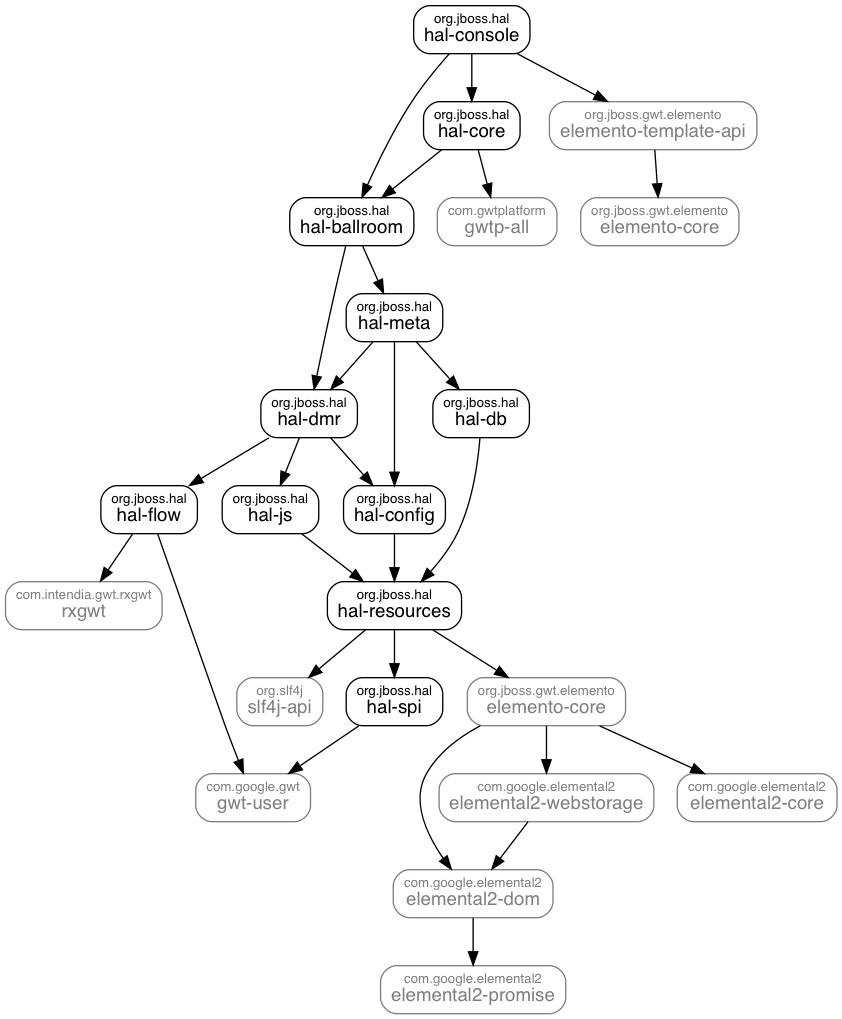 org.jboss.hal
hal-console
org.jboss.hal
hal-core
org.jboss.gwt.elemento
elemento-template-api
org.jboss.hal
hal-ballroom
com.gwtplatform
gwtp-all
org.jboss.gwt.elemento
elemento-core
org.jboss.hal
hal-meta
org.jboss.hal
hal-dmr
org.jboss.hal
hal-db
org.jboss.hal
hal-flow
org.jboss.hal
hal-js
org.jboss.hal
hal-config
com.intendia.gwt.rxgwt
rxgwt
org.jboss.hal
hal-resources
org.slf4j
slf4j-api
org.jboss.hal
hal-spi
org.jboss.gwt.elemento
elemento-core
com.google.gwt
gwt-user
com.google.elemental2
elemental2-webstorage
com.google.elemental2
elemental2-core
com.google.elemental2
elemental2-dom
com.google.elemental2
elemental2-promise